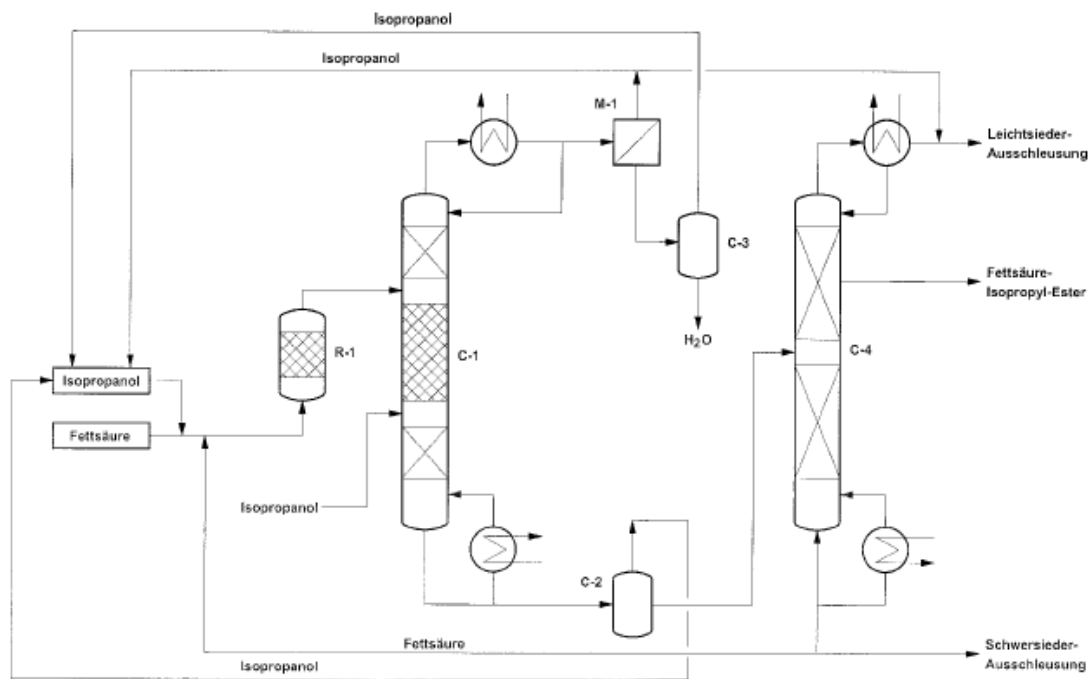 Isopropanol
Isopropanol
M-1
Leichtsieder-
Ausschleusung
C-3
Fettsäure-
Isopropyl-Ester
H2O
R-1
C-1
C-4
Isopropanol
Fettsäure
Isopropanol
C-2
Fettsäure
Schwersieder-
Ausschleusung
Isopropanol